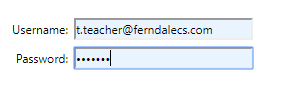 Username: t.teacher@ferndalecs.com
Password: •••••••